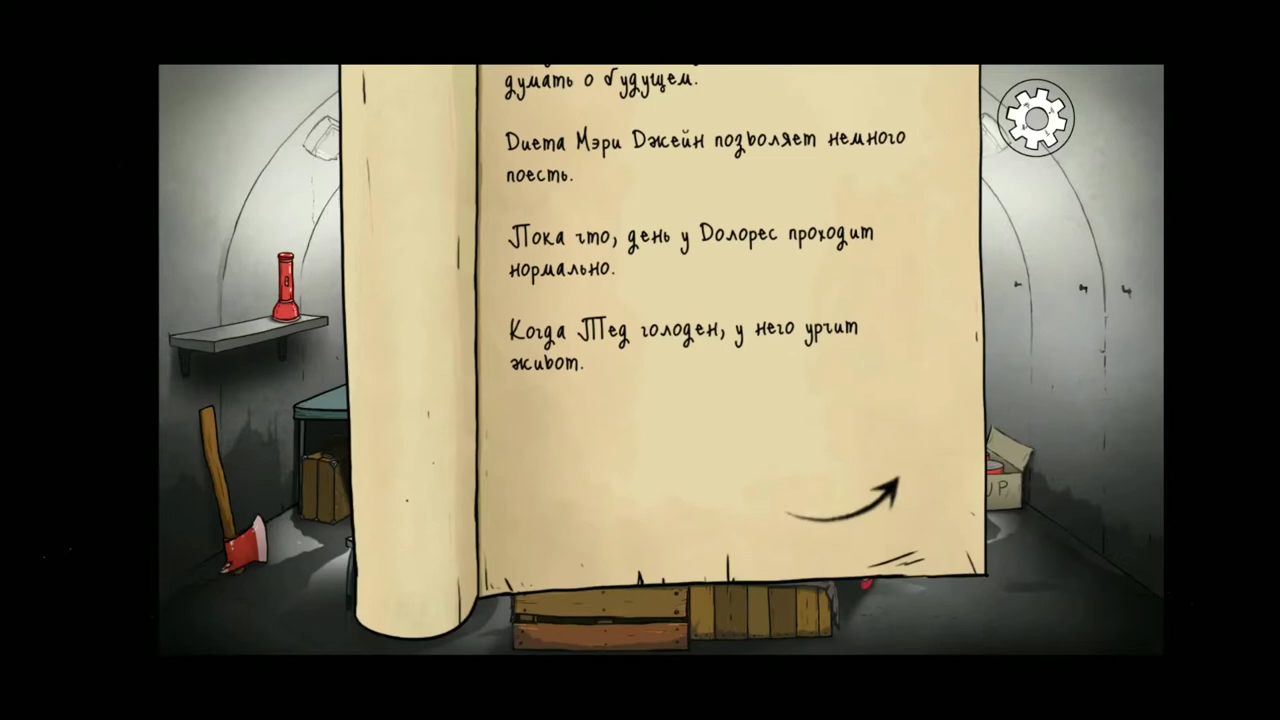 думать о будущем.
Диета Мэри Джейн позволяет немного
поесть.
Пока что, день у Долорес проходит
нормально.
Когда Тед голоден, у него урчит
живот.
UP